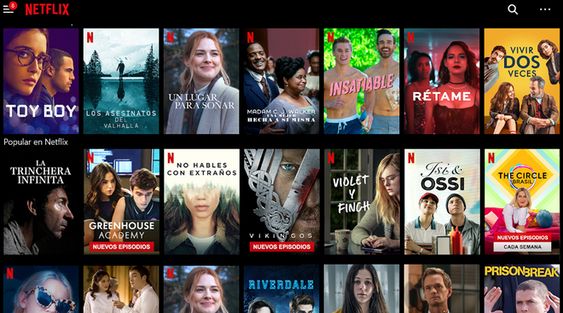 6
NETFLIX
N
TOY BOY
N
LOS ASESINATOS
DEL
VALHALLA
N
UN LUGAR
PARA SOÑAR
N
MADAM C. J. WALKER
UNA MUJER
HECHA A SÍ MISMA
N
INSATIABLE
N
RÉTAME
VIVIR
DOS
VECES
Popular en Netflix
LA
TRINCHERA
INFINITA
N
GREENHOUSE
ACADEMY
NUEVOS EPISODIOS
N
NO HABLES
CON EXTRAÑOS
VIKINGOS
N
VIOLET
Y
FINCH
N
Isi &
OSSI
N
THE CIRCLE
BRASIL
NUEVOS EPISODIOS
CADA SEMANA
N
N
RIVERDALE
PRISON BREAK